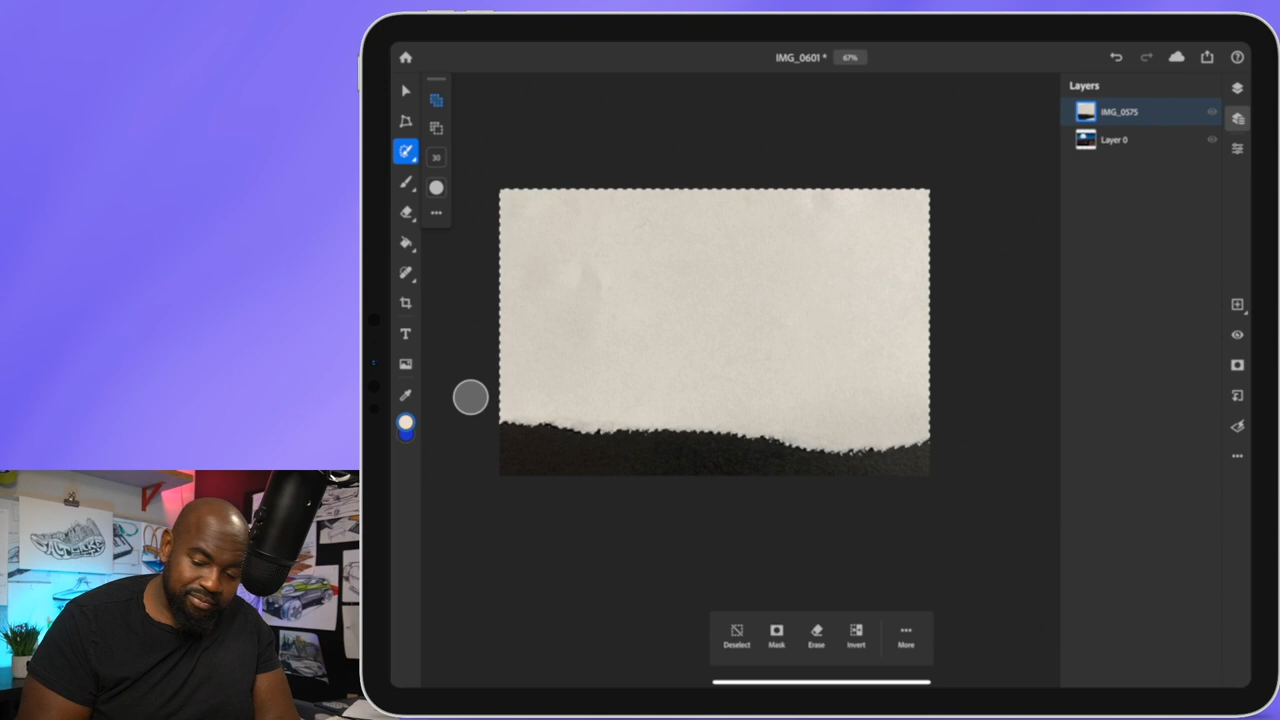 IMG_0601 *
67%
Layers
IMG_0575
Layer 0
30
T
Deselect
Mask
Erase
Invert
More